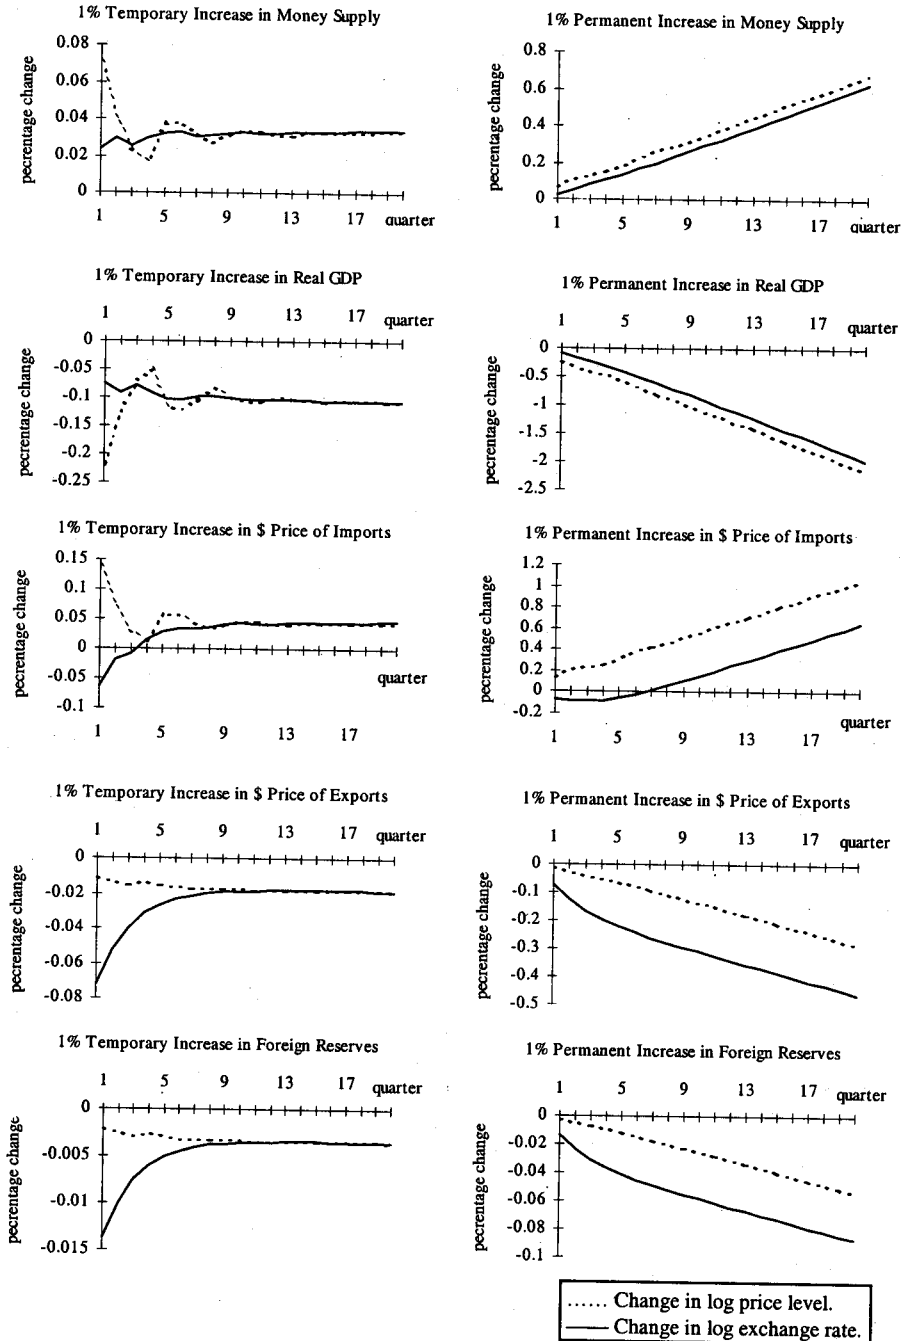 1% Temporary Increase in Money Supply
0.08
0.06
0.04
0.02
0
pecrentage change
1 5 9 13 17 quarter
1% Permanent Increase in Money Supply
0.8
0.6
0.4
0.2
0
pecrentage change
1 5 9 13 17 quarter
1% Temporary Increase in Real GDP
1 5 9 13 17 quarter
0
-0.05
-0.1
-0.15
-0.2
-0.25
pecrentage change
1% Permanent Increase in Real GDP
1 5 9 13 17 quarter
0
-0.5
-1
-1.5
-2
-2.5
pecrentage change
1% Temporary Increase in $ Price of Imports
0.15
0.1
0.05
0
-0.05
-0.1
pecrentage change
quarter
1 5 9 13 17
1% Permanent Increase in $ Price of Imports
1.2
1
0.8
0.6
0.4
0.2
0
-0.2
pecrentage change
quarter
1 5 9 13 17
1% Temporary Increase in $ Price of Exports
1 5 9 13 17 quarter
0
-0.02
-0.04
-0.06
-0.08
pecrentage change
1% Permanent Increase in $ Price of Exports
1 5 9 13 17 quarter
0
-0.1
-0.2
-0.3
-0.4
-0.5
pecrentage change
1% Temporary Increase in Foreign Reserves
1 5 9 13 17 quarter
0
-0.005
-0.01
-0.015
pecrentage change
1% Permanent Increase in Foreign Reserves
1 5 9 13 17 quarter
0
-0.02
-0.04
-0.06
-0.08
-0.1
pecrentage change
Change in log price level.
Change in log exchange rate.